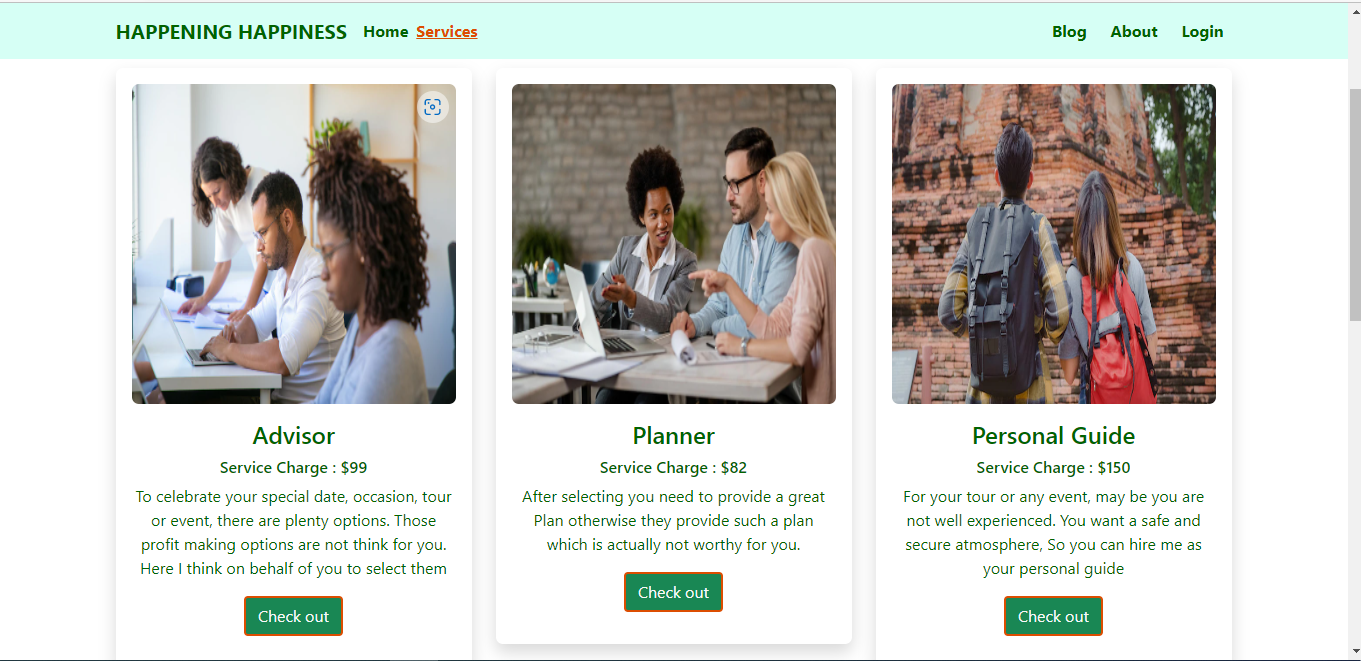 HAPPENING HAPPINESS Home Services Blog About Login
Advisor
Service Charge : $99
To celebrate your special date, occasion, tour
or event, there are plenty options. Those
profit making options are not think for you.
Here I think on behalf of you to select them
Check out
Planner
Service Charge : $82
After selecting you need to provide a great
Plan otherwise they provide such a plan
which is actually not worthy for you.
Check out
Personal Guide
Service Charge : $150
For your tour or any event, may be you are
not well experienced. You want a safe and
secure atmosphere, So you can hire me as
your personal guide
Check out